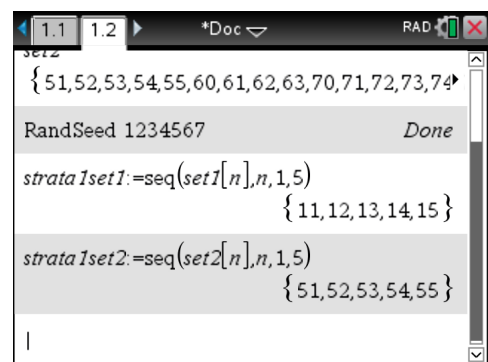 1.1 1.2 *Doc RAD
set2
{51,52,53,54,55,60,61,62,63,70,71,72,73,74
RandSeed 1234567 Done
strata1set1:=seq(set1[n],n,1,5)
{11,12,13,14,15}
strata1set2:=seq(set2[n],n,1,5)
{51,52,53,54,55}